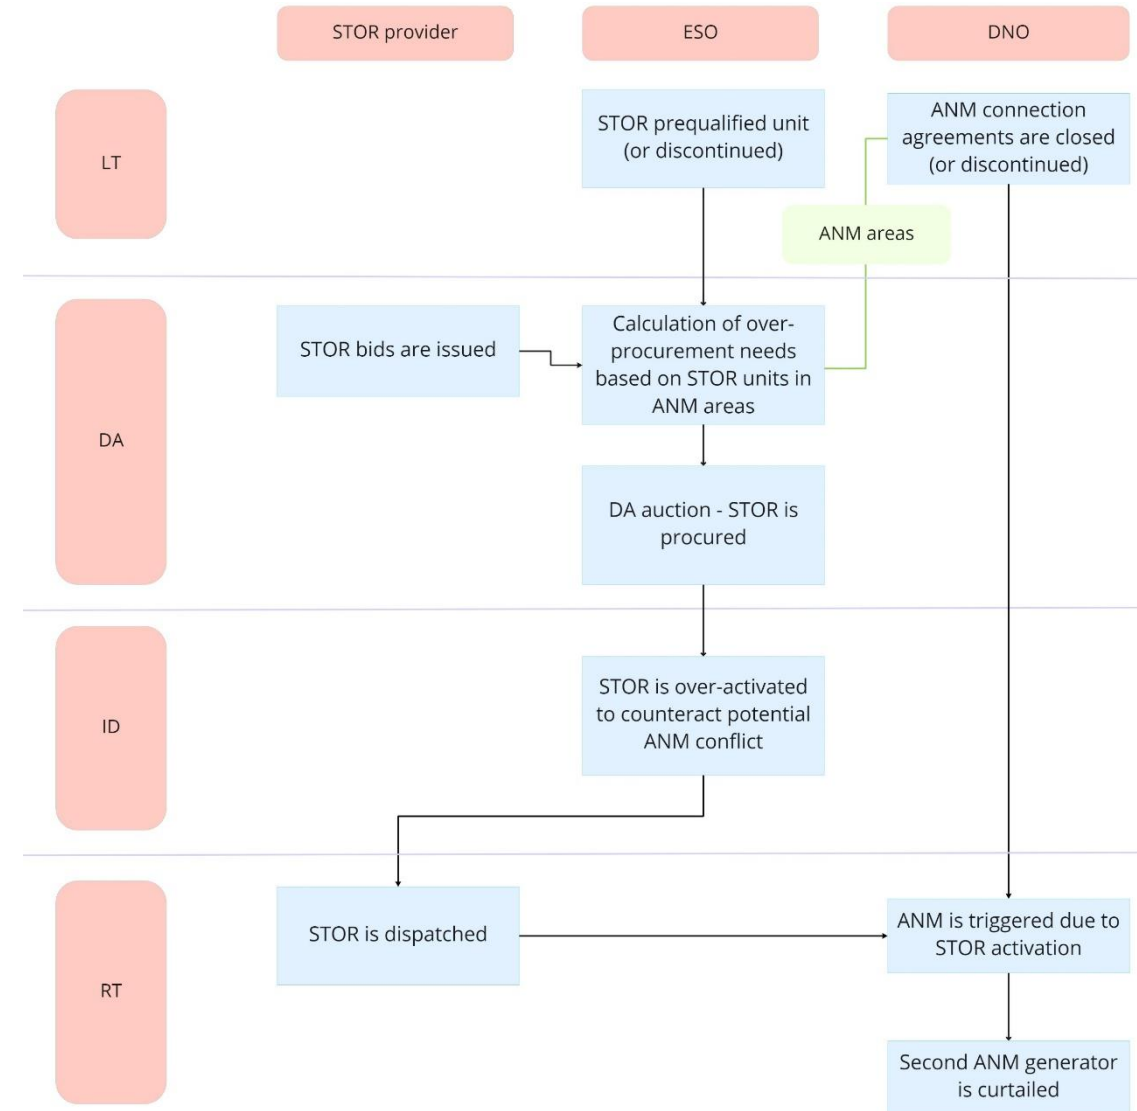 STOR provider
ESO
DNO
LT
STOR prequalified unit
(or discontinued)
ANM connection
agreements are closed
(or discontinued)
ANM areas
DA
STOR bids are issued
Calculation of over-
procurement needs
based on STOR units in
ANM areas
DA auction - STOR is
procured
ID
STOR is over-activated
to counteract potential
ANM conflict
RT
STOR is dispatched
ANM is triggered due to
STOR activation
Second ANM generator
is curtailed